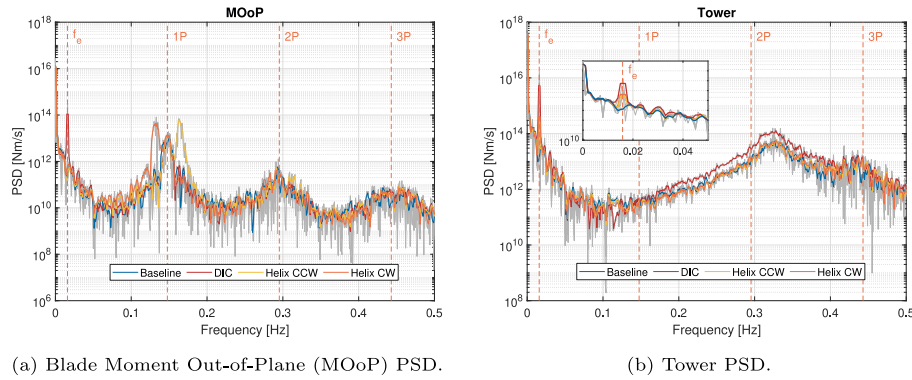 MOoP
10^18
10^16
10^14
10^12
10^10
10^8
10^6
PSD [Nm/s]
f_e
1P
2P
3P
Baseline DIC Helix CCW Helix CW
0 0.1 0.2 0.3 0.4 0.5
Frequency [Hz]
(a) Blade Moment Out-of-Plane (MOoP) PSD.
Tower
10^18
10^16
10^14
10^12
10^10
10^8
PSD [Nm/s]
f_e
1P
2P
3P
f_e
10^10
0 0.02 0.04
Baseline DIC Helix CCW Helix CW
0 0.1 0.2 0.3 0.4 0.5
Frequency [Hz]
(b) Tower PSD.